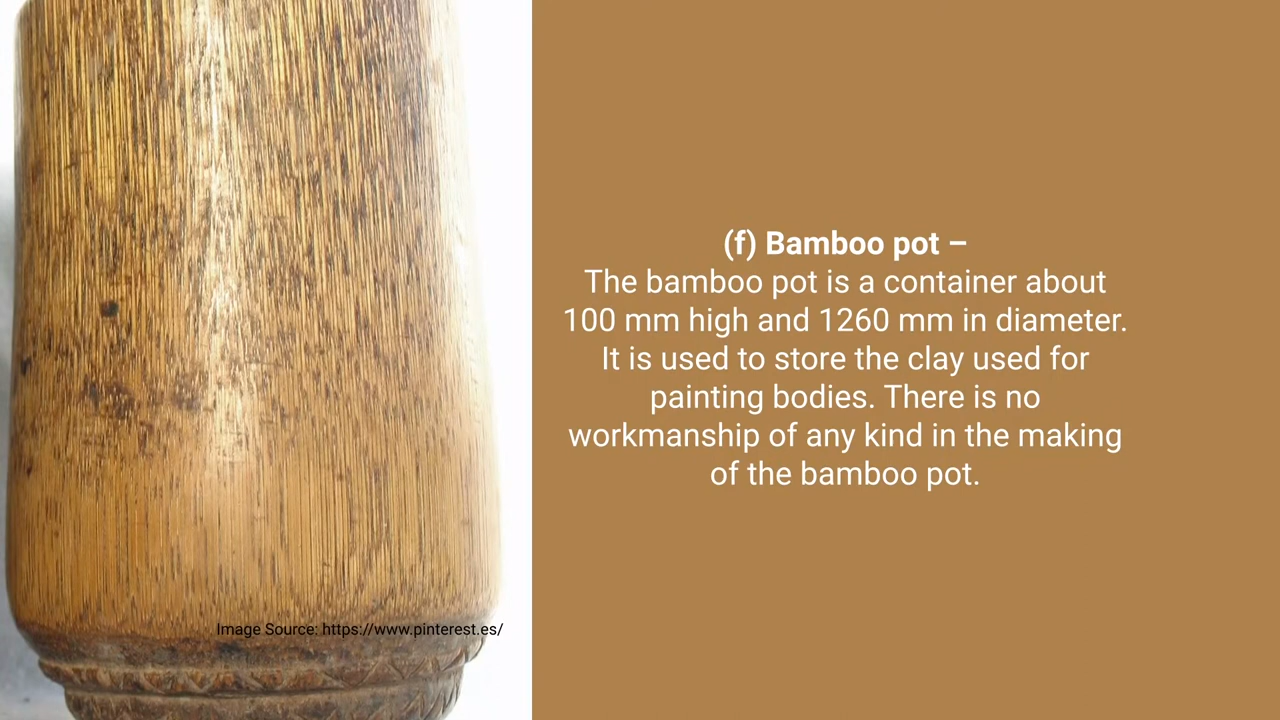 (f) Bamboo pot –
The bamboo pot is a container about
100 mm high and 1260 mm in diameter.
It is used to store the clay used for
painting bodies. There is no
workmanship of any kind in the making
of the bamboo pot.
Image Source: https://www.pinterest.es/